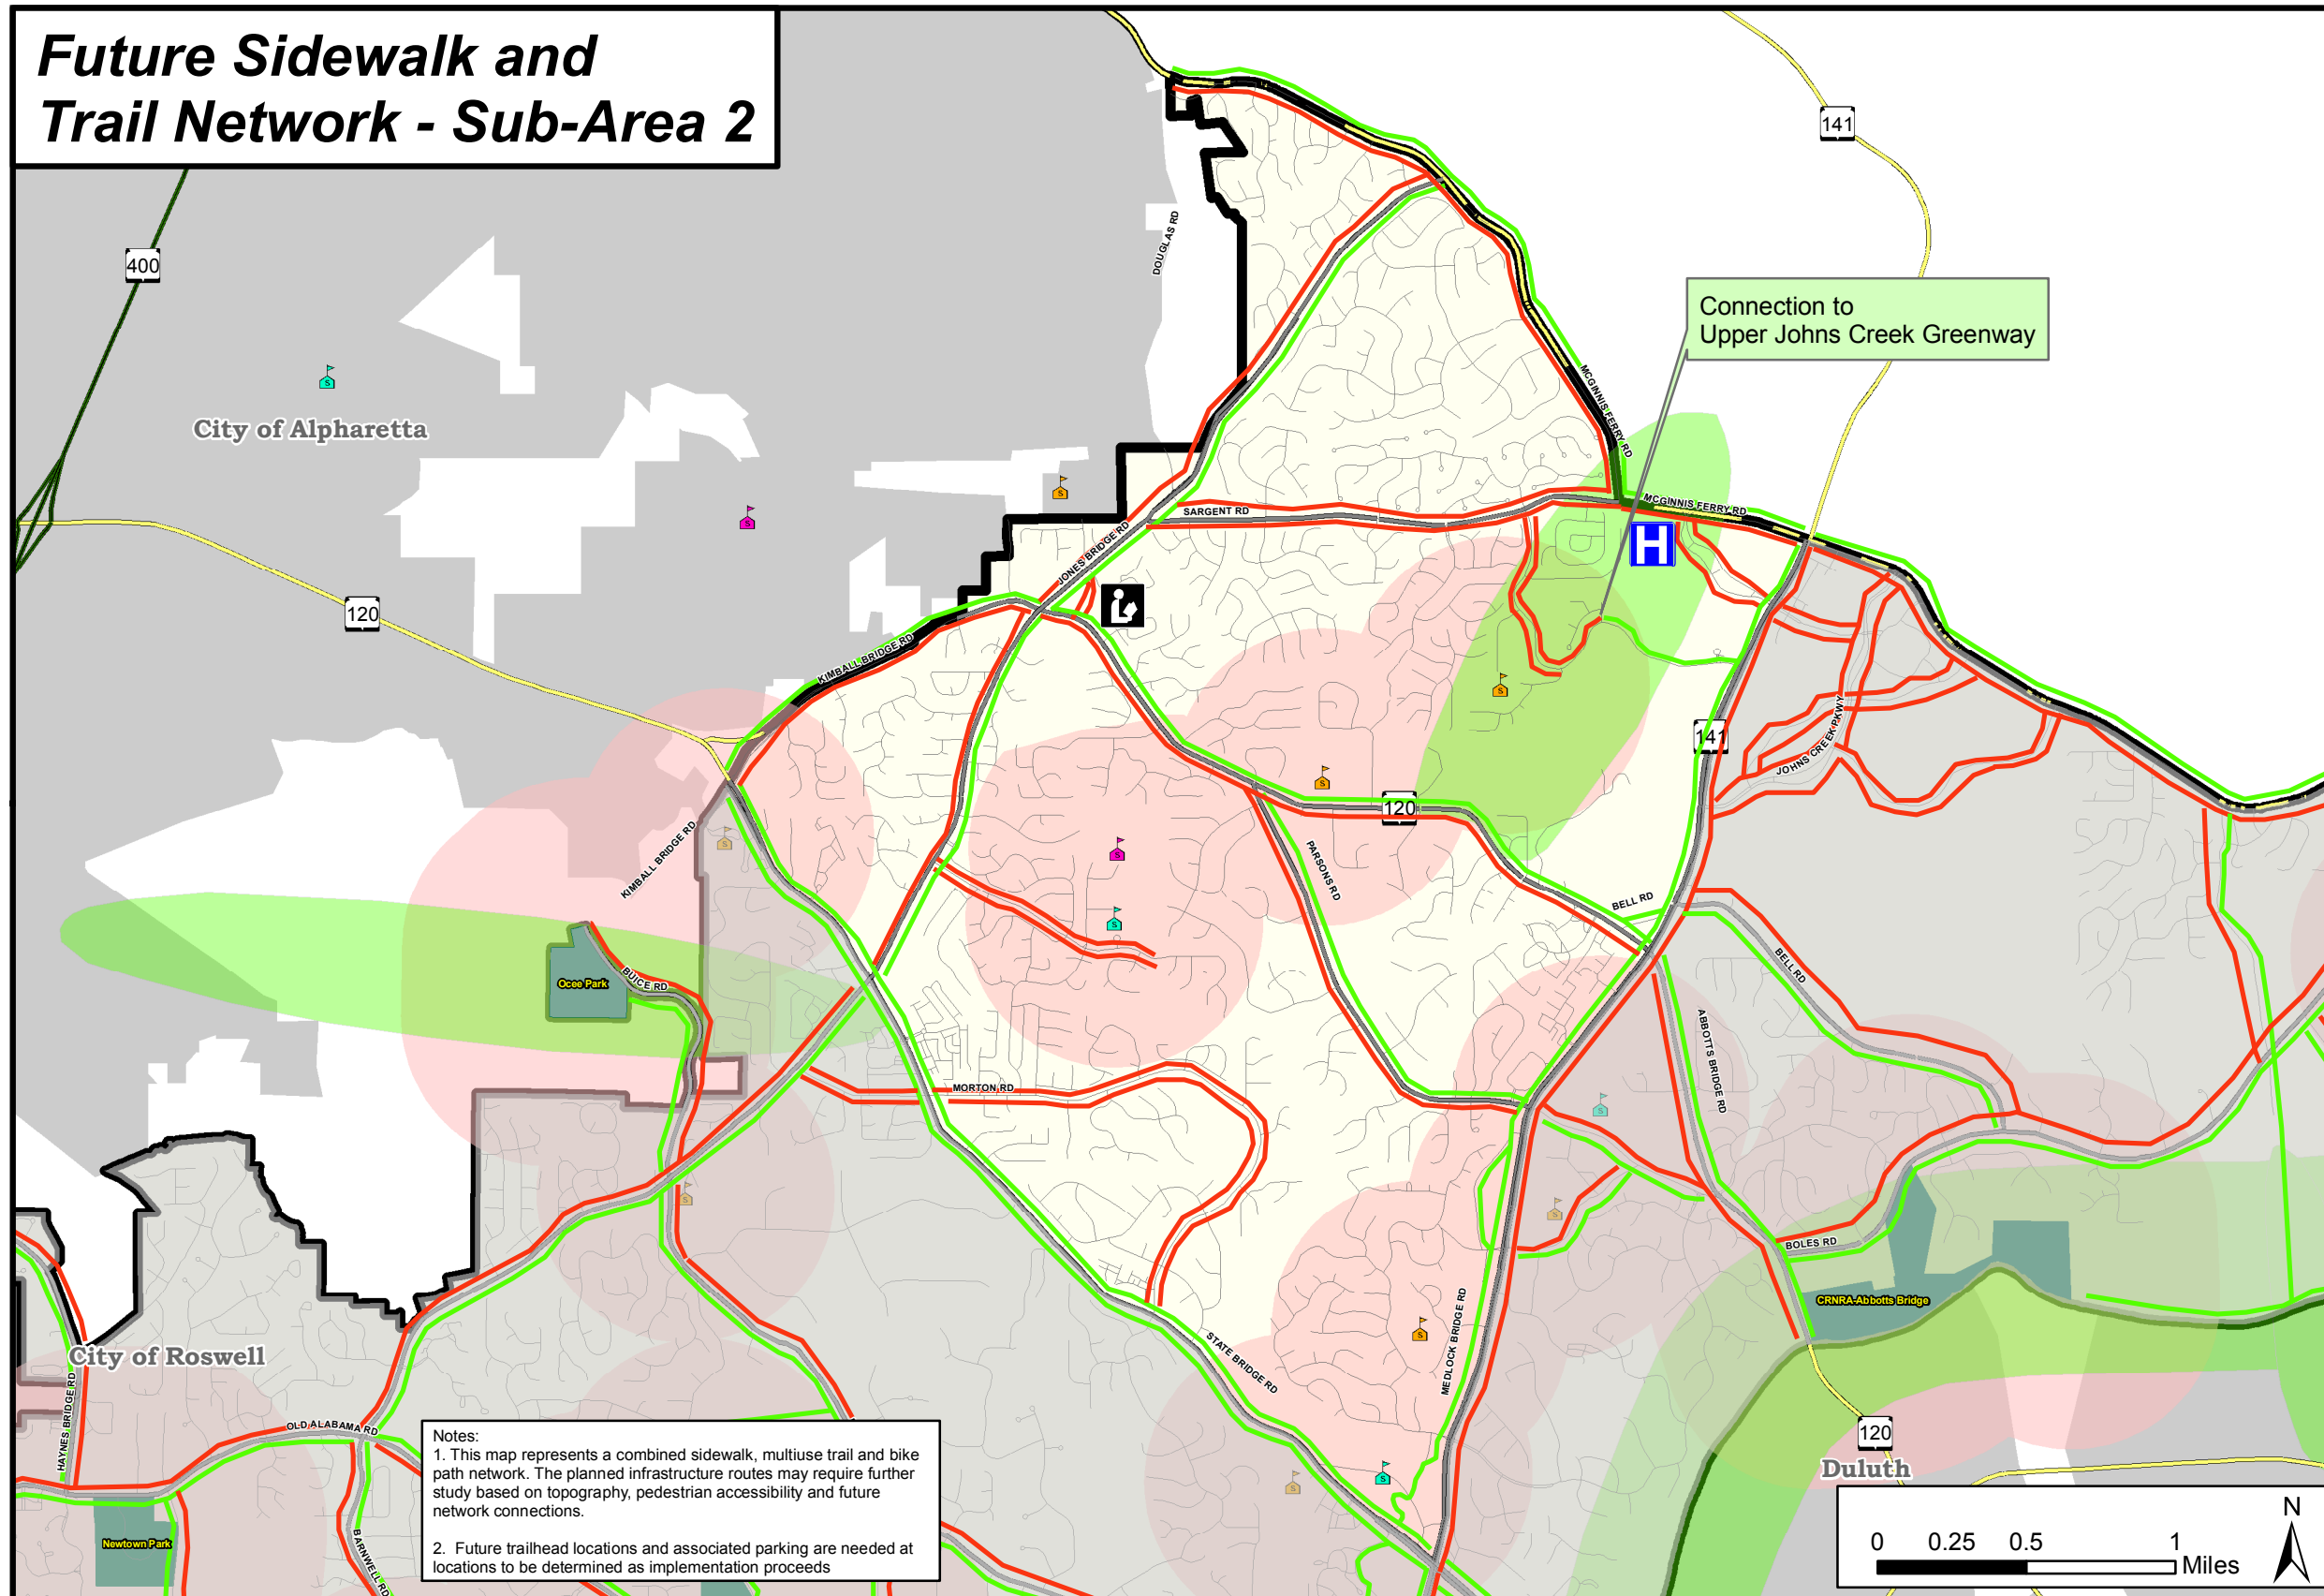 Future Sidewalk and
Trail Network - Sub-Area 2
141
400
DOUGLAS RD
Connection to
Upper Johns Creek Greenway
City of Alpharetta
MCGINNIS FERRY RD
MCGINNIS FERRY RD
SARGENT RD
H
JONES BRIDGE RD
120
KIMBALL BRIDGE RD
141
JOHNS CREEK PKWY
120
KIMBALL BRIDGE RD
PARSONS RD
BELL RD
BELL RD
Ocee Park
BUICE RD
ABBOTTS BRIDGE RD
MORTON RD
BOLES RD
CRNRA-Abbotts Bridge
City of Roswell
STATE BRIDGE RD
MEDLOCK BRIDGE RD
HAYNES BRIDGE RD
OLD ALABAMA RD
120
Duluth
Newtown Park
BARNWELL RD
Notes:
1. This map represents a combined sidewalk, multiuse trail and bike
path network. The planned infrastructure routes may require further
study based on topography, pedestrian accessibility and future
network connections.
2. Future trailhead locations and associated parking are needed at
locations to be determined as implementation proceeds
N
0 0.25 0.5 1
Miles